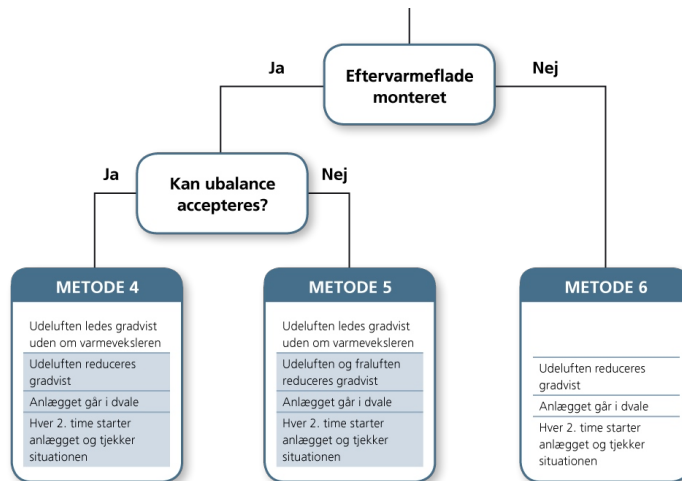 Ja
Eftervarmeflade
monteret
Nej
Ja
Kan ubalance
accepteres?
Nej
METODE 4
Udeluften ledes gradvist
uden om varmeveksleren
Udeluften reduceres
gradvist
Anlægget går i dvale
Hver 2. time starter
anlægget og tjekker
situationen
METODE 5
Udeluften ledes gradvist
uden om varmeveksleren
Udeluften og fraluften
reduceres gradvist
Anlægget går i dvale
Hver 2. time starter
anlægget og tjekker
situationen
METODE 6
Udeluften reduceres
gradvist
Anlægget går i dvale
Hver 2. time starter
anlægget og tjekker
situationen